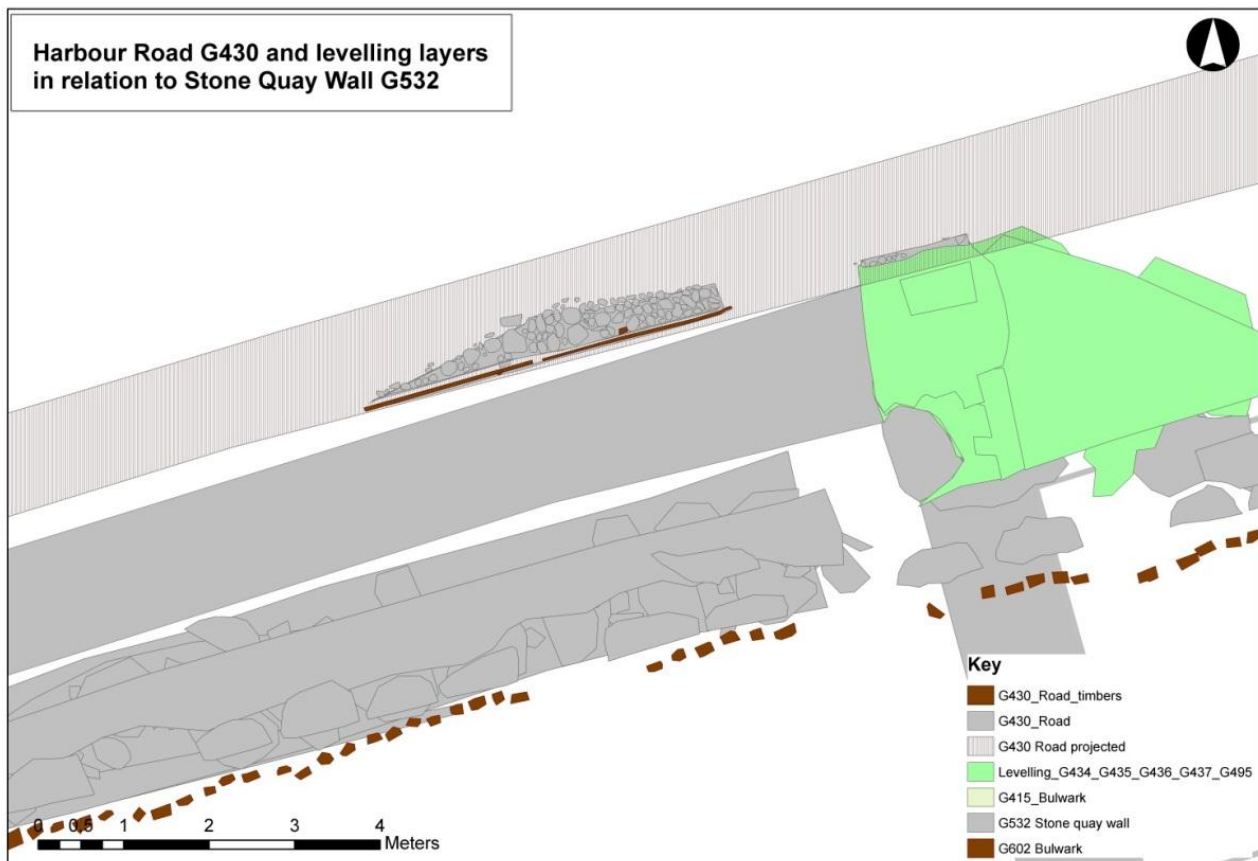 Harbour Road G430 and levelling layers
in relation to Stone Quay Wall G532
Key
G430_Road_timbers
G430_Road
G430 Road projected
Levelling_G434_G435_G436_G437_G495
G415_Bulwark
G532 Stone quay wall
G602 Bulwark
0 0,5 1 2 3 4
Meters